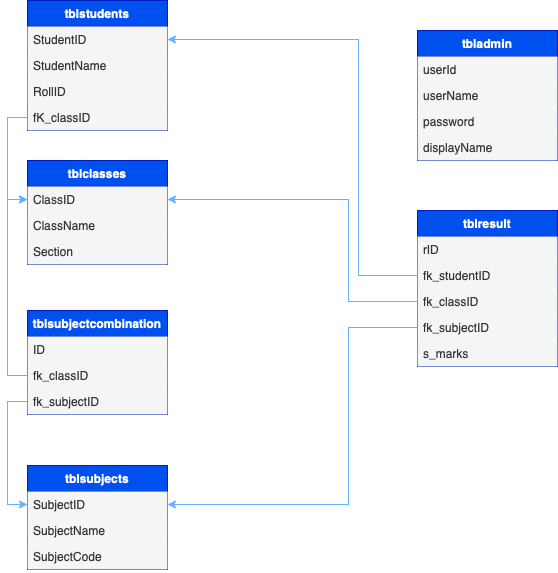 tblstudents
StudentID
StudentName
RollID
fK_classID
tblclasses
ClassID
ClassName
Section
tblsubjectcombination
ID
fk_classID
fk_subjectID
tblsubjects
SubjectID
SubjectName
SubjectCode
tbladmin
userId
userName
password
displayName
tblresult
rID
fk_studentID
fk_classID
fk_subjectID
s_marks